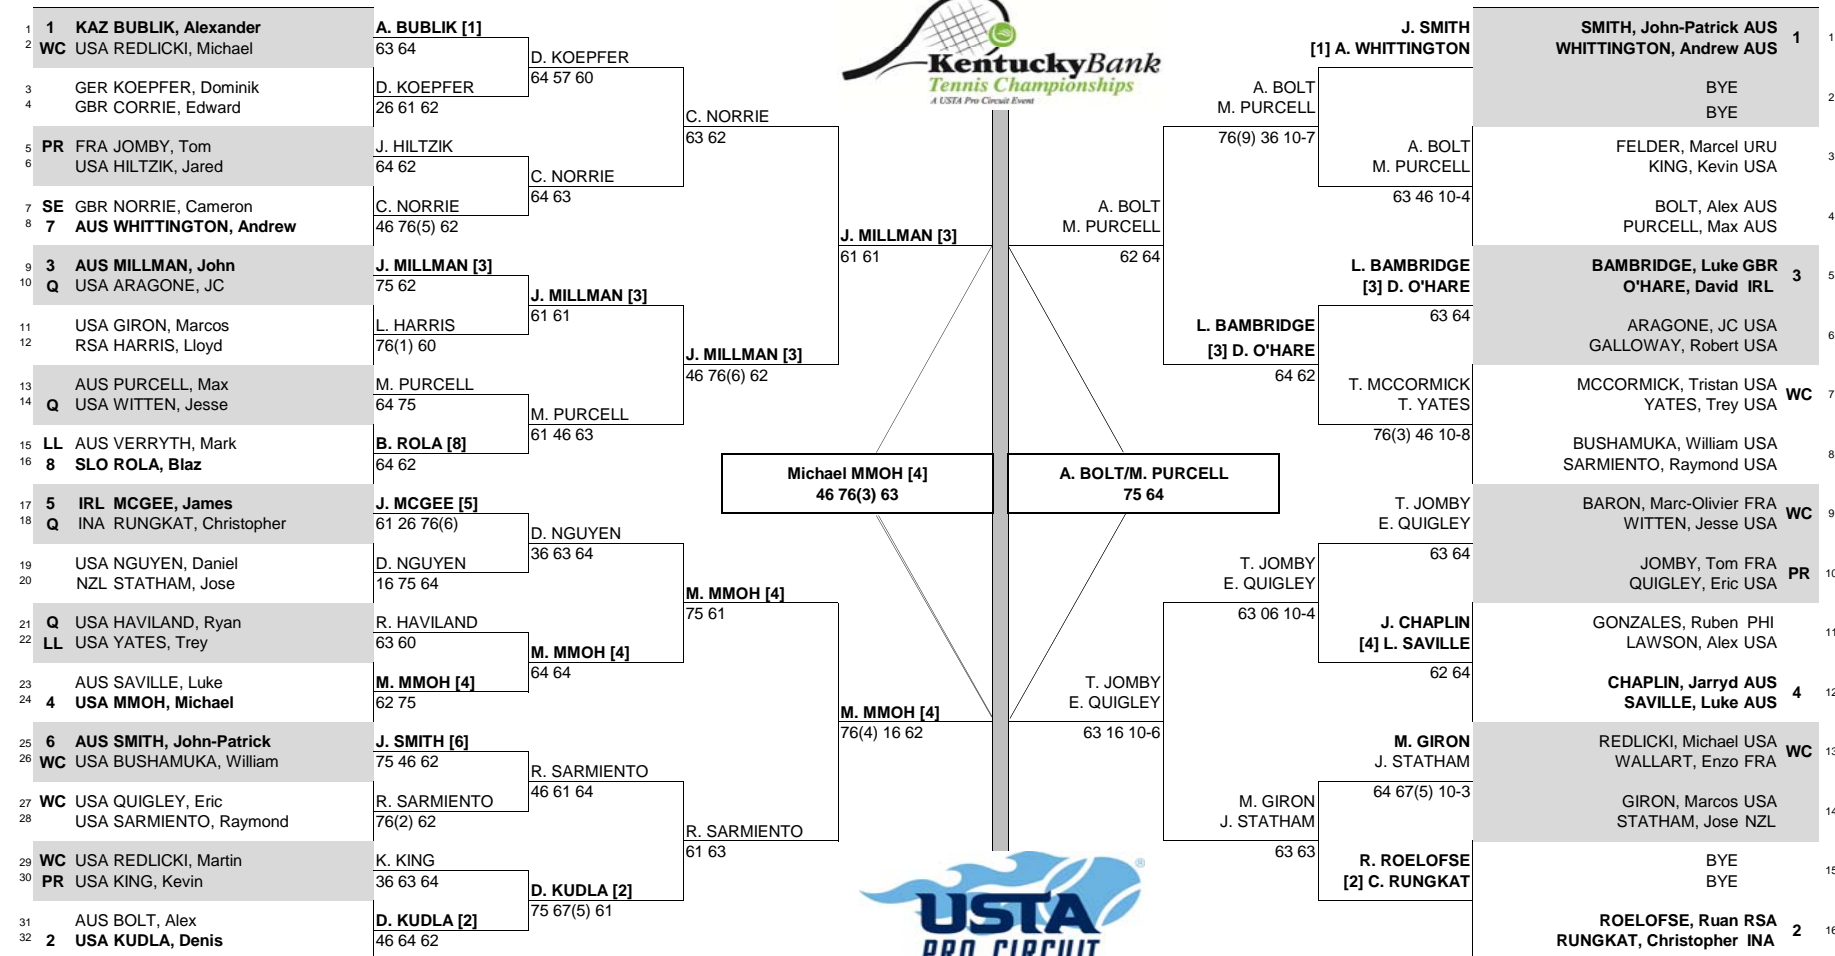 1 1 KAZ BUBLIK, Alexander
2 WC USA REDLICKI, Michael
3 GER KOEPFER, Dominik
4 GBR CORRIE, Edward
5 PR FRA JOMBY, Tom
6 USA HILTZIK, Jared
7 SE GBR NORRIE, Cameron
8 7 AUS WHITTINGTON, Andrew
9 3 AUS MILLMAN, John
10 Q USA ARAGONE, JC
11 USA GIRON, Marcos
12 RSA HARRIS, Lloyd
13 AUS PURCELL, Max
14 Q USA WITTEN, Jesse
15 LL AUS VERRYTH, Mark
16 8 SLO ROLA, Blaz
17 5 IRL MCGEE, James
18 Q INA RUNGKAT, Christopher
19 USA NGUYEN, Daniel
20 NZL STATHAM, Jose
21 Q USA HAVILAND, Ryan
22 LL USA YATES, Trey
23 AUS SAVILLE, Luke
24 4 USA MMOH, Michael
25 6 AUS SMITH, John-Patrick
26 WC USA BUSHAMUKA, William
27 WC USA QUIGLEY, Eric
28 USA SARMIENTO, Raymond
29 WC USA REDLICKI, Martin
30 PR USA KING, Kevin
31 AUS BOLT, Alex
32 2 USA KUDLA, Denis
A. BUBLIK [1]
63 64
D. KOEPFER
26 61 62
J. HILTZIK
64 62
C. NORRIE
46 76(5) 62
J. MILLMAN [3]
75 62
L. HARRIS
76(1) 60
M. PURCELL
64 75
B. ROLA [8]
64 62
J. MCGEE [5]
61 26 76(6)
D. NGUYEN
16 75 64
R. HAVILAND
63 60
M. MMOH [4]
62 75
J. SMITH [6]
75 46 62
R. SARMIENTO
76(2) 62
K. KING
36 63 64
D. KUDLA [2]
46 64 62
D. KOEPFER
64 57 60
C. NORRIE
64 63
J. MILLMAN [3]
61 61
M. PURCELL
61 46 63
D. NGUYEN
36 63 64
M. MMOH [4]
64 64
R. SARMIENTO
46 61 64
D. KUDLA [2]
75 67(5) 61
C. NORRIE
63 62
J. MILLMAN [3]
46 76(6) 62
M. MMOH [4]
75 61
R. SARMIENTO
61 63
J. MILLMAN [3]
61 61
M. MMOH [4]
76(4) 16 62
Michael MMOH [4]
46 76(3) 63
KentuckyBank
Tennis Championships
A USTA Pro Circuit Event
USTA
PRO CIRCUIT
®
A. BOLT/M. PURCELL
75 64
A. BOLT
M. PURCELL
62 64
T. JOMBY
E. QUIGLEY
63 16 10-6
A. BOLT
M. PURCELL
76(9) 36 10-7
L. BAMBRIDGE
[3] D. O'HARE
64 62
T. JOMBY
E. QUIGLEY
63 06 10-4
M. GIRON
J. STATHAM
63 63
J. SMITH
[1] A. WHITTINGTON
A. BOLT
M. PURCELL
63 46 10-4
L. BAMBRIDGE
[3] D. O'HARE
63 64
T. MCCORMICK
T. YATES
76(3) 46 10-8
T. JOMBY
E. QUIGLEY
63 64
J. CHAPLIN
[4] L. SAVILLE
62 64
M. GIRON
J. STATHAM
64 67(5) 10-3
R. ROELOFSE
[2] C. RUNGKAT
SMITH, John-Patrick AUS
WHITTINGTON, Andrew AUS 1 1
BYE
BYE 2
FELDER, Marcel URU
KING, Kevin USA 3
BOLT, Alex AUS
PURCELL, Max AUS 4
BAMBRIDGE, Luke GBR
O'HARE, David IRL 3 5
ARAGONE, JC USA
GALLOWAY, Robert USA 6
MCCORMICK, Tristan USA
YATES, Trey USA WC 7
BUSHAMUKA, William USA
SARMIENTO, Raymond USA 8
BARON, Marc-Olivier FRA
WITTEN, Jesse USA WC 9
JOMBY, Tom FRA
QUIGLEY, Eric USA PR 10
GONZALES, Ruben PHI
LAWSON, Alex USA 11
CHAPLIN, Jarryd AUS
SAVILLE, Luke AUS 4 12
REDLICKI, Michael USA
WALLART, Enzo FRA WC 13
GIRON, Marcos USA
STATHAM, Jose NZL 14
BYE
BYE 15
ROELOFSE, Ruan RSA
RUNGKAT, Christopher INA 2 16